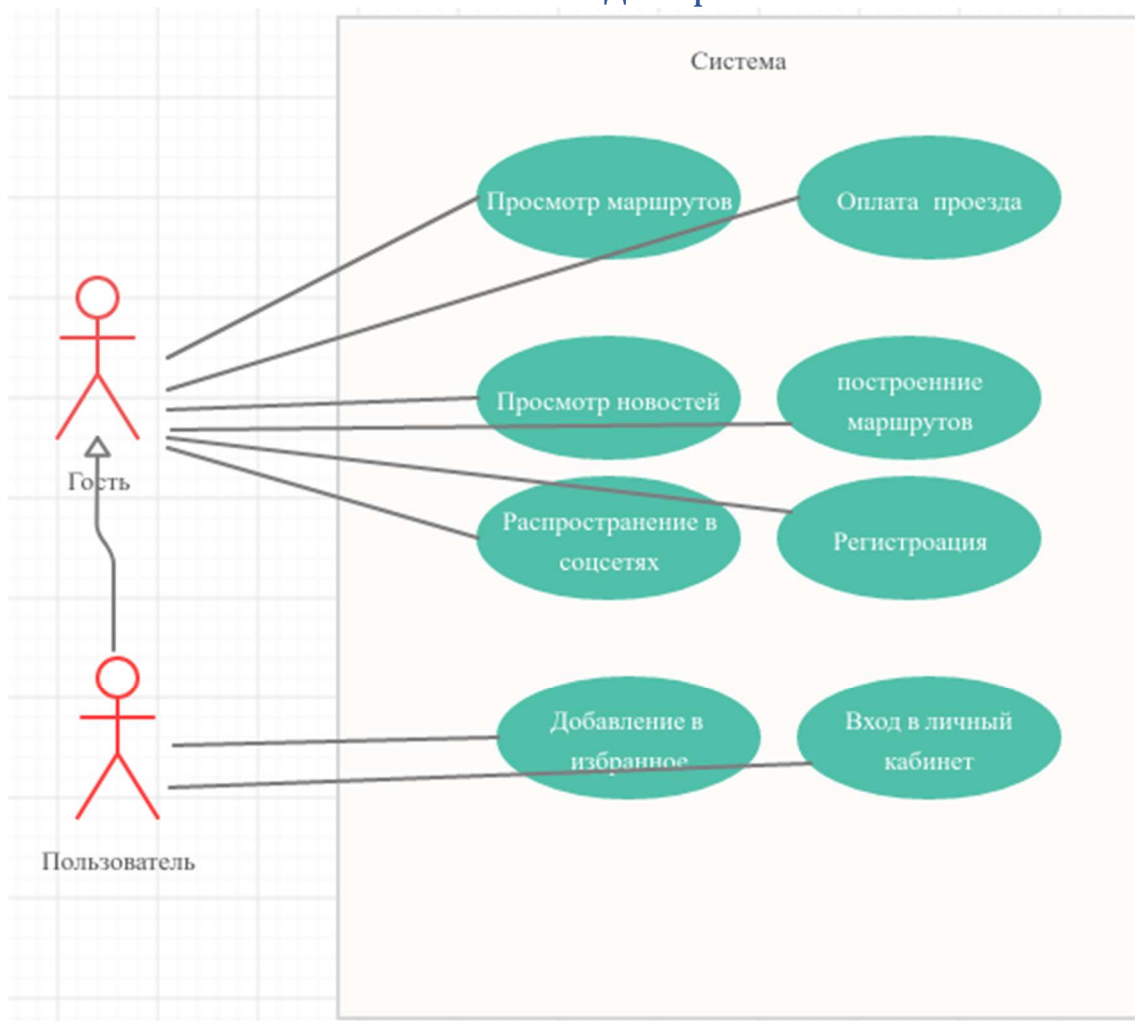 Система
Просмотр маршрутов
Оплата проезда
Просмотр новостей
построенние
маршрутов
Гость
Распространение в
соцсетях
Регистроация
Добавление в
избранное
Вход в личный
кабинет
Пользователь